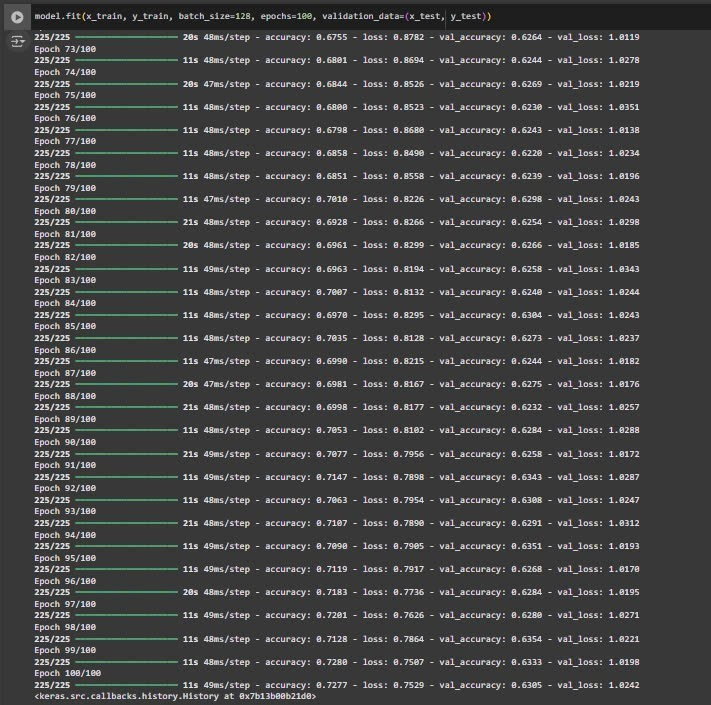 model.fit(x_train, y_train, batch_size=128, epochs=100, validation_data=(x_test, y_test))
225/225 20s 48ms/step - accuracy: 0.6755 - loss: 0.8782 - val_accuracy: 0.6264 - val_loss: 1.0119
Epoch 73/100
225/225 11s 48ms/step - accuracy: 0.6801 - loss: 0.8694 - val_accuracy: 0.6244 - val_loss: 1.0278
Epoch 74/100
225/225 20s 47ms/step - accuracy: 0.6844 - loss: 0.8526 - val_accuracy: 0.6269 - val_loss: 1.0219
Epoch 75/100
225/225 11s 48ms/step - accuracy: 0.6800 - loss: 0.8523 - val_accuracy: 0.6230 - val_loss: 1.0351
Epoch 76/100
225/225 11s 48ms/step - accuracy: 0.6798 - loss: 0.8680 - val_accuracy: 0.6243 - val_loss: 1.0138
Epoch 77/100
225/225 11s 48ms/step - accuracy: 0.6858 - loss: 0.8490 - val_accuracy: 0.6220 - val_loss: 1.0234
Epoch 78/100
225/225 11s 48ms/step - accuracy: 0.6851 - loss: 0.8558 - val_accuracy: 0.6239 - val_loss: 1.0196
Epoch 79/100
225/225 11s 47ms/step - accuracy: 0.7010 - loss: 0.8226 - val_accuracy: 0.6298 - val_loss: 1.0243
Epoch 80/100
225/225 21s 48ms/step - accuracy: 0.6928 - loss: 0.8266 - val_accuracy: 0.6254 - val_loss: 1.0298
Epoch 81/100
225/225 20s 48ms/step - accuracy: 0.6961 - loss: 0.8299 - val_accuracy: 0.6266 - val_loss: 1.0185
Epoch 82/100
225/225 11s 49ms/step - accuracy: 0.6963 - loss: 0.8194 - val_accuracy: 0.6258 - val_loss: 1.0343
Epoch 83/100
225/225 11s 48ms/step - accuracy: 0.7007 - loss: 0.8132 - val_accuracy: 0.6240 - val_loss: 1.0244
Epoch 84/100
225/225 11s 48ms/step - accuracy: 0.6970 - loss: 0.8295 - val_accuracy: 0.6304 - val_loss: 1.0243
Epoch 85/100
225/225 11s 48ms/step - accuracy: 0.7035 - loss: 0.8128 - val_accuracy: 0.6273 - val_loss: 1.0237
Epoch 86/100
225/225 11s 47ms/step - accuracy: 0.6990 - loss: 0.8215 - val_accuracy: 0.6244 - val_loss: 1.0182
Epoch 87/100
225/225 20s 47ms/step - accuracy: 0.6981 - loss: 0.8167 - val_accuracy: 0.6275 - val_loss: 1.0176
Epoch 88/100
225/225 21s 48ms/step - accuracy: 0.6998 - loss: 0.8177 - val_accuracy: 0.6232 - val_loss: 1.0257
Epoch 89/100
225/225 11s 48ms/step - accuracy: 0.7053 - loss: 0.8102 - val_accuracy: 0.6284 - val_loss: 1.0288
Epoch 90/100
225/225 21s 49ms/step - accuracy: 0.7077 - loss: 0.7956 - val_accuracy: 0.6258 - val_loss: 1.0172
Epoch 91/100
225/225 11s 49ms/step - accuracy: 0.7147 - loss: 0.7898 - val_accuracy: 0.6343 - val_loss: 1.0287
Epoch 92/100
225/225 11s 48ms/step - accuracy: 0.7063 - loss: 0.7954 - val_accuracy: 0.6308 - val_loss: 1.0247
Epoch 93/100
225/225 21s 48ms/step - accuracy: 0.7107 - loss: 0.7890 - val_accuracy: 0.6291 - val_loss: 1.0312
Epoch 94/100
225/225 11s 49ms/step - accuracy: 0.7090 - loss: 0.7905 - val_accuracy: 0.6351 - val_loss: 1.0193
Epoch 95/100
225/225 11s 49ms/step - accuracy: 0.7119 - loss: 0.7917 - val_accuracy: 0.6268 - val_loss: 1.0170
Epoch 96/100
225/225 20s 48ms/step - accuracy: 0.7183 - loss: 0.7736 - val_accuracy: 0.6284 - val_loss: 1.0195
Epoch 97/100
225/225 11s 49ms/step - accuracy: 0.7201 - loss: 0.7626 - val_accuracy: 0.6280 - val_loss: 1.0271
Epoch 98/100
225/225 11s 48ms/step - accuracy: 0.7128 - loss: 0.7864 - val_accuracy: 0.6354 - val_loss: 1.0221
Epoch 99/100
225/225 11s 48ms/step - accuracy: 0.7280 - loss: 0.7507 - val_accuracy: 0.6333 - val_loss: 1.0198
Epoch 100/100
225/225 11s 49ms/step - accuracy: 0.7277 - loss: 0.7529 - val_accuracy: 0.6305 - val_loss: 1.0242
<keras.src.callbacks.history.History at 0x7b13b00b21d0>